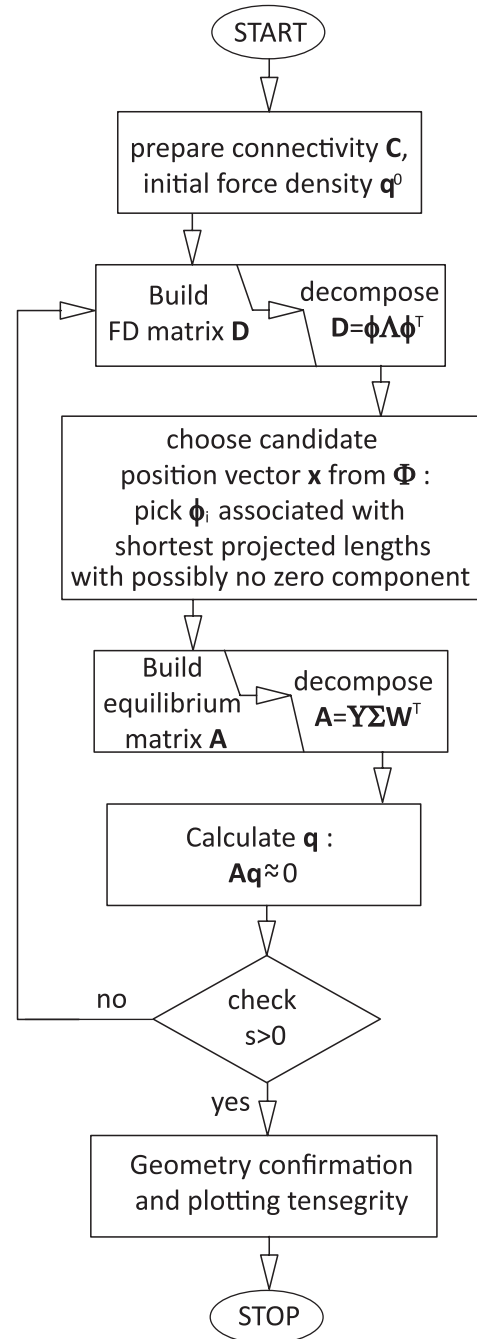 START
prepare connectivity C,
initial force density q⁰
Build
FD matrix D
decompose
D=ϕΛϕᵀ
choose candidate
position vector x from Φ :
pick ϕᵢ associated with
shortest projected lengths
with possibly no zero component
Build
equilibrium
matrix A
decompose
A=ΥΣWᵀ
Calculate q :
Aq≈0
check
s>0
no
yes
Geometry confirmation
and plotting tensegrity
STOP